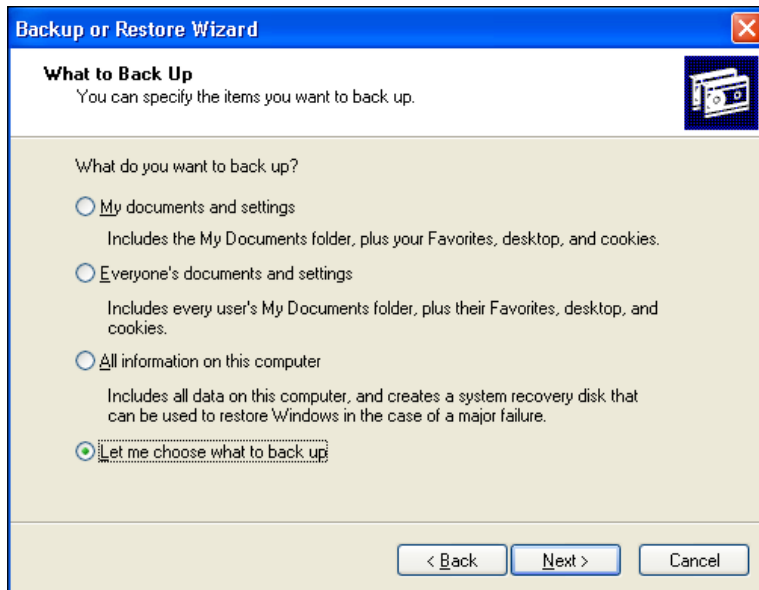 Backup or Restore Wizard
What to Back Up
You can specify the items you want to back up.
What do you want to back up?
My documents and settings
Includes the My Documents folder, plus your Favorites, desktop, and cookies.
Everyone's documents and settings
Includes every user's My Documents folder, plus their Favorites, desktop, and
cookies.
All information on this computer
Includes all data on this computer, and creates a system recovery disk that
can be used to restore Windows in the case of a major failure.
Let me choose what to back up
< Back Next > Cancel